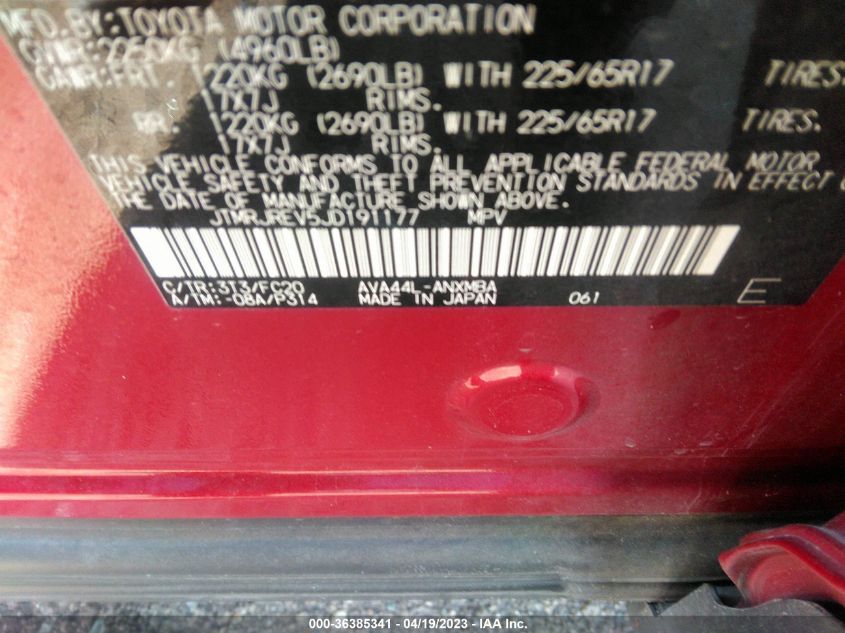 MFD. BY: TOYOTA MOTOR CORPORATION
GVWR: 2250KG (4960LB)
GAWR: FRT. 1220KG (2690LB) WITH 225/65R17 TIRES.
17X7J RIMS.
RR. 1220KG (2690LB) WITH 225/65R17 TIRES.
17X7J RIMS.
THIS VEHICLE CONFORMS TO ALL APPLICABLE FEDERAL MOTOR
VEHICLE SAFETY AND THEFT PREVENTION STANDARDS IN EFFECT
THE DATE OF MANUFACTURE SHOWN ABOVE.
JTMRJREV5JD191177 MPV
C/TR:3T3/FC20 AVA44L-ANXMBA
A/TM:-08A/P314 MADE IN JAPAN 061 E
000-36385341 - 04/19/2023 - IAA Inc.